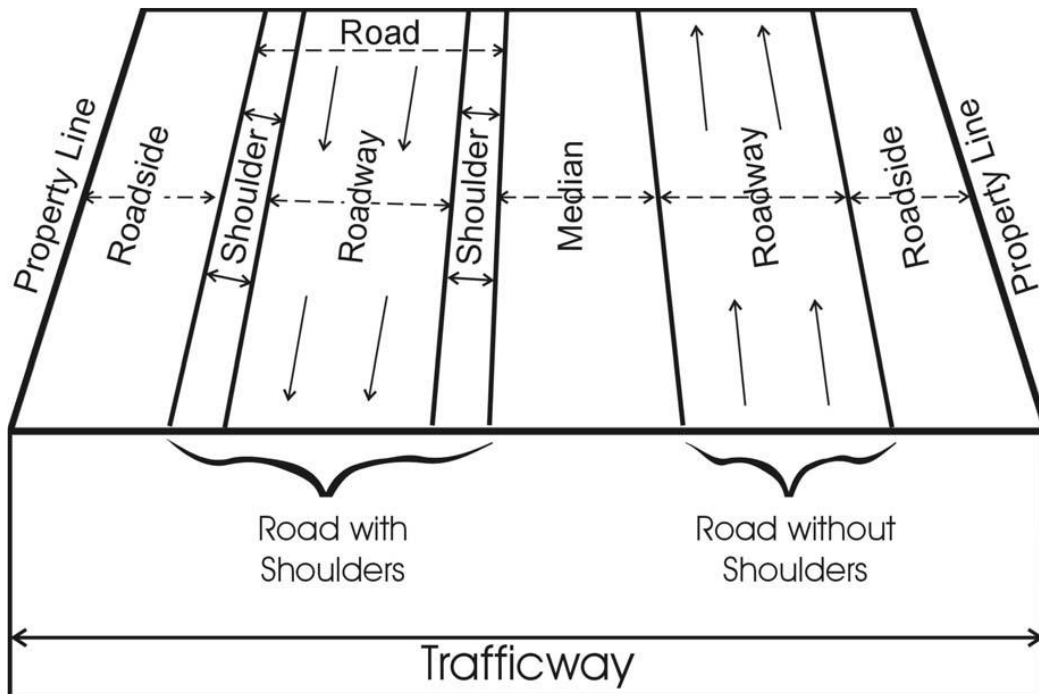 Road
Property Line
Roadside
Shoulder
Roadway
Shoulder
Median
Roadway
Roadside
Property Line
Road with
Shoulders
Road without
Shoulders
Trafficway